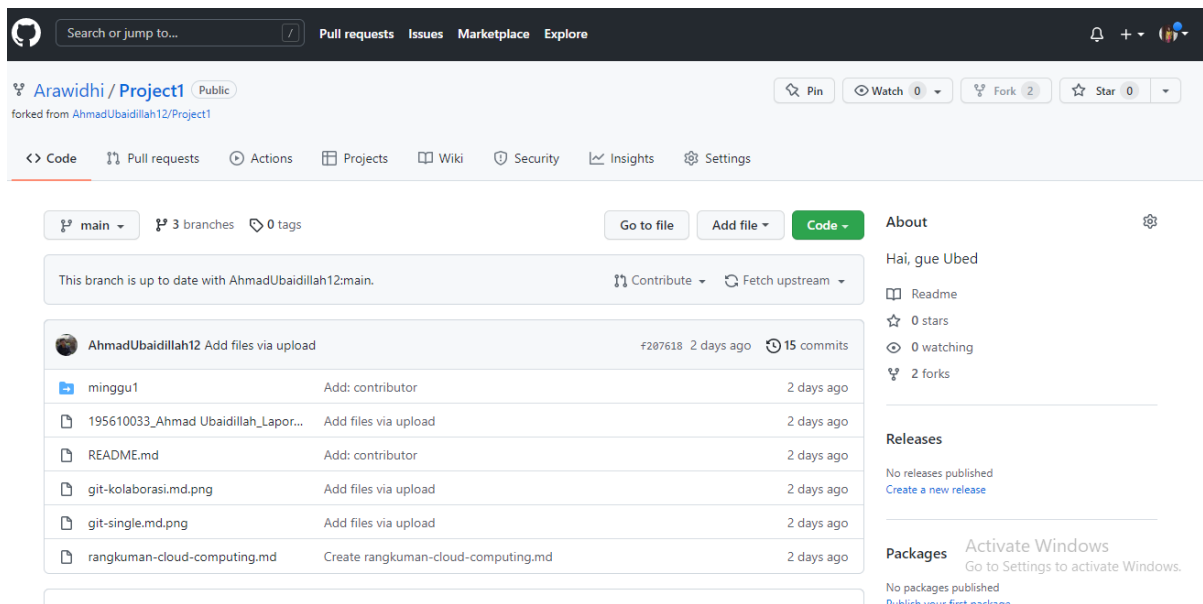 Search or jump to... / Pull requests Issues Marketplace Explore
Arawidhi / Project1 Public
Pin Watch 0 Fork 2 Star 0
forked from AhmadUbaidillah12/Project1
<> Code Pull requests Actions Projects Wiki Security Insights Settings
main 3 branches 0 tags Go to file Add file Code
This branch is up to date with AhmadUbaidillah12:main. Contribute Fetch upstream
AhmadUbaidillah12 Add files via upload f207618 2 days ago 15 commits
minggu1 Add: contributor 2 days ago
195610033_Ahmad Ubaidillah_Lapor... Add files via upload 2 days ago
README.md Add: contributor 2 days ago
git-kolaborasi.md.png Add files via upload 2 days ago
git-single.md.png Add files via upload 2 days ago
rangkuman-cloud-computing.md Create rangkuman-cloud-computing.md 2 days ago
About
Hai, gue Ubed
Readme
0 stars
0 watching
2 forks
Releases
No releases published
Create a new release
Packages
No packages published
Publish your first package
Activate Windows
Go to Settings to activate Windows.